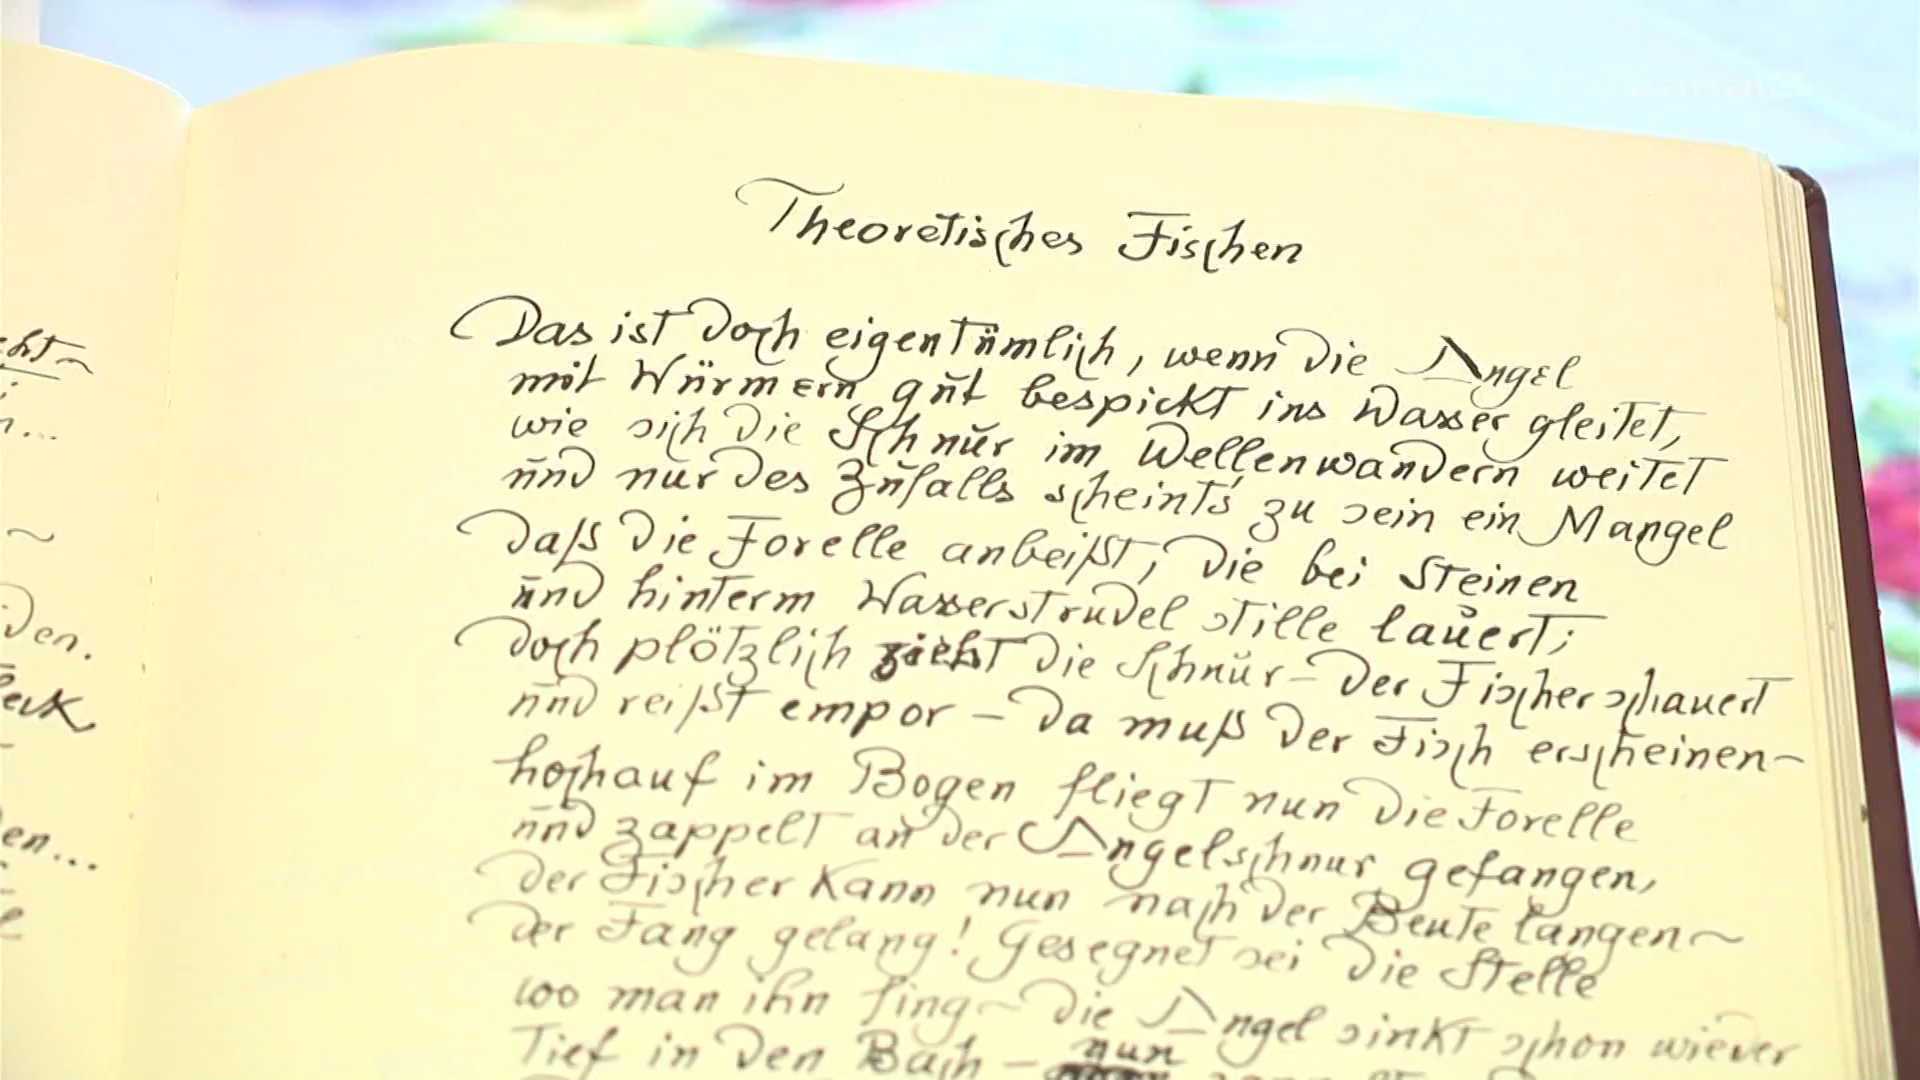 Theoretisches Fischen
Das ist doch eigentümlich, wenn die Angel
mit Würmern gut bespickt ins Wasser gleitet,
wie sich die Schnur im Wellenwandern weitet
und nur des Zufalls scheint's zu sein ein Mangel
Daß die Forelle anbeißt, die bei Steinen
und hinterm Wasserstrudel stille lauert;
doch plötzlich zieht die Schnur – der Fischer schauert
und reißt empor – da muß der Fisch erscheinen –
hochauf im Bogen fliegt nun die Forelle
und zappelt an der Angelschnur gefangen,
der Fischer kann nun nach der Beute langen ~
der Fang gelang! Gesegnet sei die Stelle
wo man ihn fing – die Angel sinkt schon wieder
Tief in den Bach – nun
den.
eck
en...